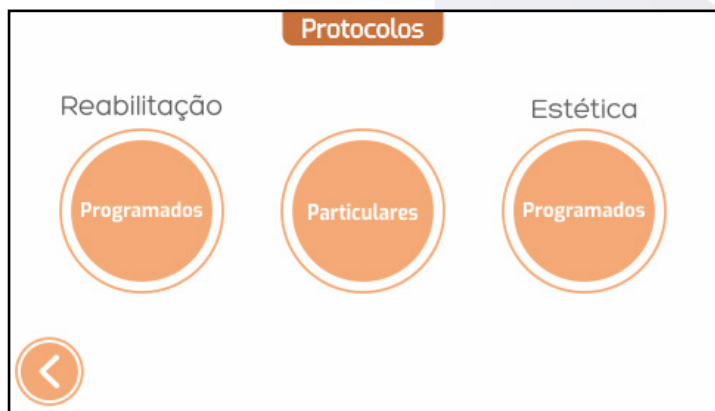 Protocolos
Reabilitação
Estética
Programados
Particulares
Programados